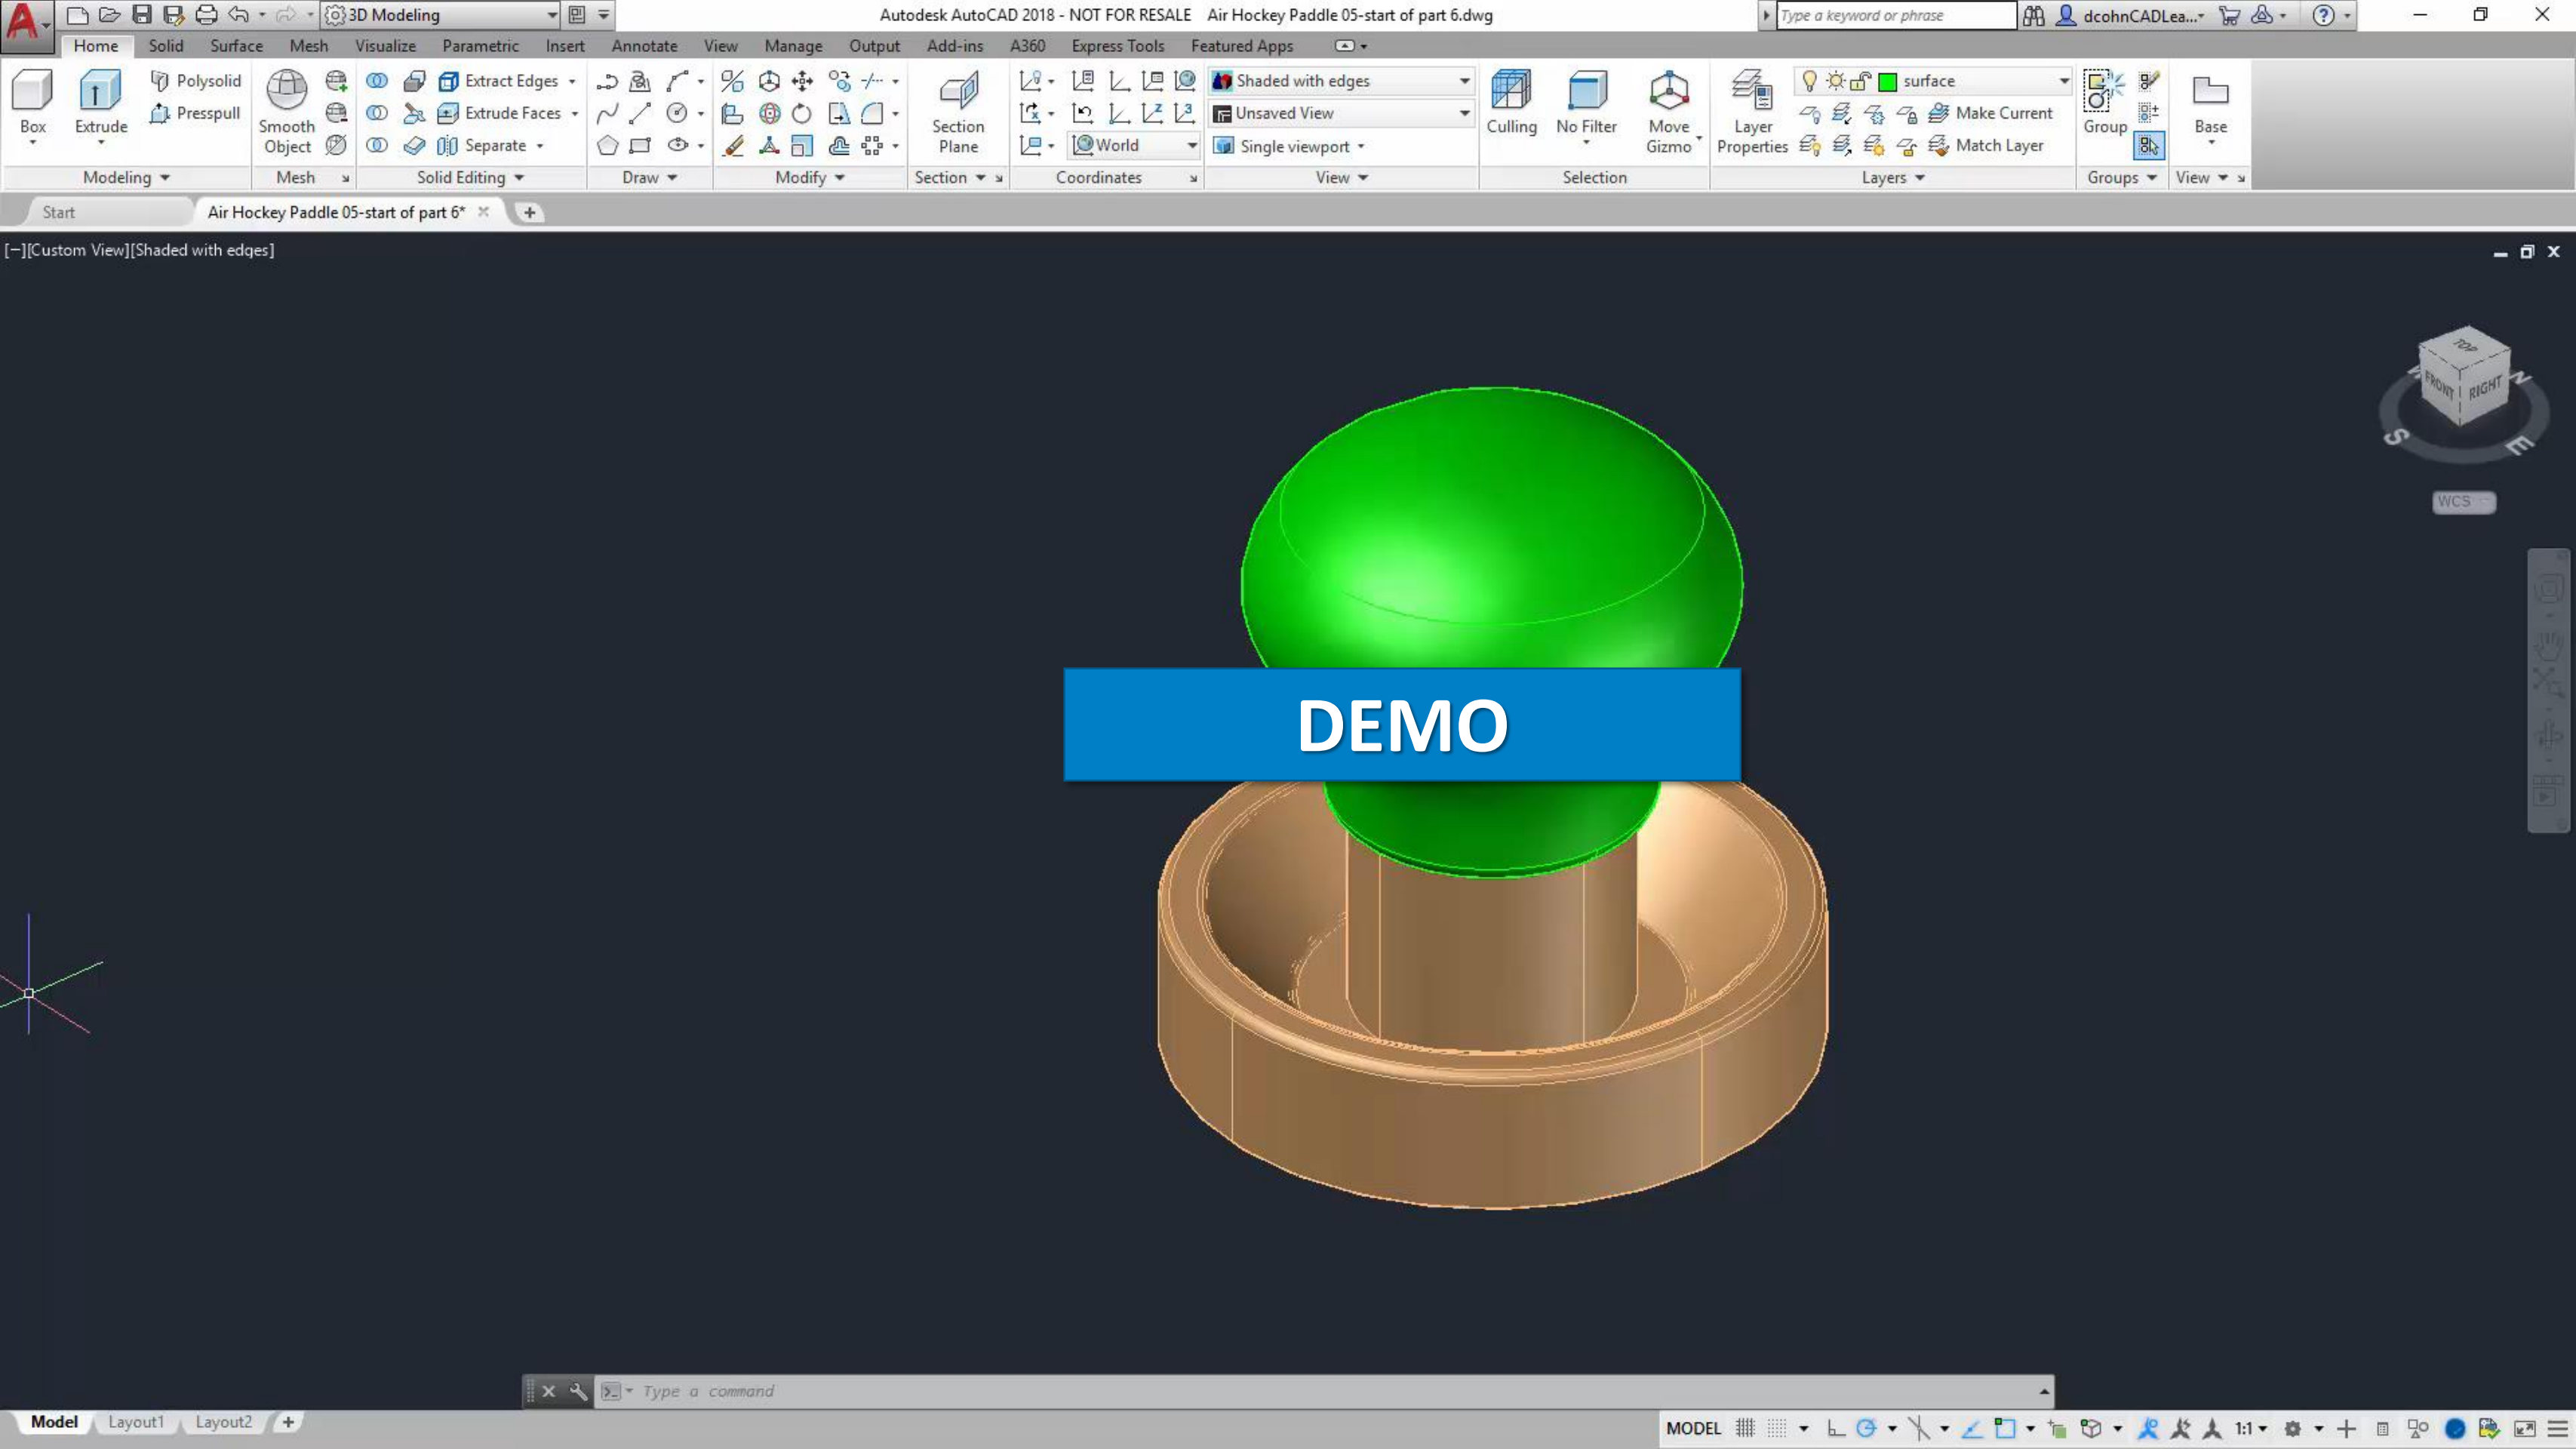 3D Modeling
Autodesk AutoCAD 2018 - NOT FOR RESALE Air Hockey Paddle 05-start of part 6.dwg
Type a keyword or phrase
dcohnCADLea...
Home Solid Surface Mesh Visualize Parametric Insert Annotate View Manage Output Add-ins A360 Express Tools Featured Apps
Polysolid Extract Edges Shaded with edges surface
Presspull Extrude Faces Unsaved View Make Current
Box Extrude Smooth Object Separate Section Plane World Single viewport Culling No Filter Move Gizmo Layer Properties Match Layer Group Base
Modeling Mesh Solid Editing Draw Modify Section Coordinates View Selection Layers Groups View
Start Air Hockey Paddle 05-start of part 6*
[−][Custom View][Shaded with edges]
TOP
FRONT RIGHT
N
S E
WCS
DEMO
Type a command
Model Layout1 Layout2
MODEL 1:1